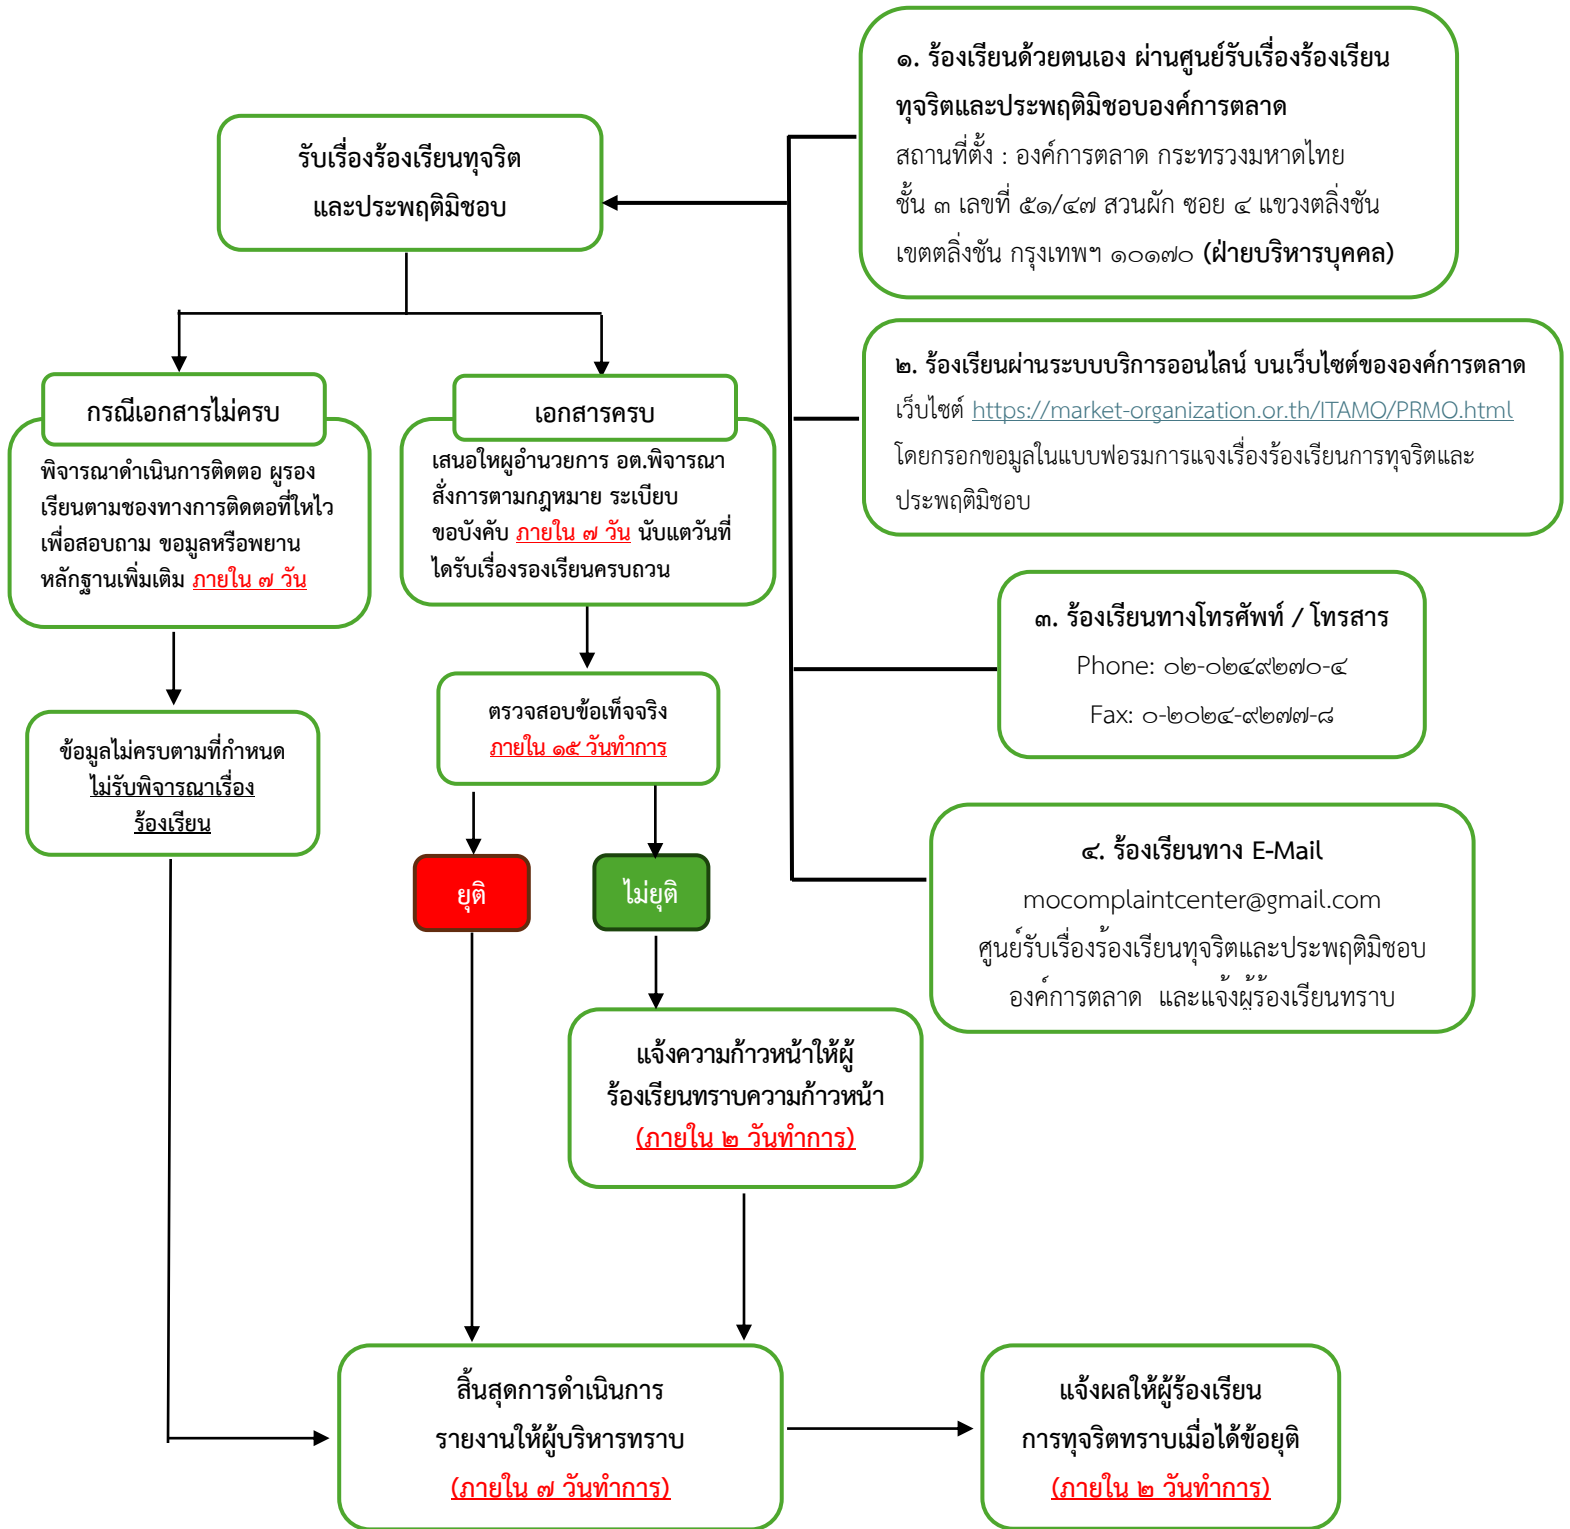 ๑. ร้องเรียนด้วยตนเอง ผ่านศูนย์รับเรื่องร้องเรียน
ทุจริตและประพฤติมิชอบองค์การตลาด
สถานที่ตั้ง : องค์การตลาด กระทรวงมหาดไทย
ชั้น ๓ เลขที่ ๕๑/๔๗ สวนผัก ซอย ๔ แขวงตลิ่งชัน
เขตตลิ่งชัน กรุงเทพฯ ๑๐๑๗๐ (ฝ่ายบริหารบุคคล)
รับเรื่องร้องเรียนทุจริต
และประพฤติมิชอบ
๒. ร้องเรียนผ่านระบบบริการออนไลน์ บนเว็บไซต์ขององค์การตลาด
เว็บไซต์ https://market-organization.or.th/ITAMO/PRMO.html
โดยกรอกขอมูลในแบบฟอรมการแจงเรื่องร้องเรียนการทุจริตและ
ประพฤติมิชอบ
กรณีเอกสารไม่ครบ
พิจารณาดำเนินการติดตอ ผูรอง
เรียนตามชองทางการติดตอที่ใหไว
เพื่อสอบถาม ขอมูลหรือพยาน
หลักฐานเพิ่มเติม ภายใน ๗ วัน
เอกสารครบ
เสนอใหผูอำนวยการ อต.พิจารณา
สั่งการตามกฎหมาย ระเบียบ
ขอบังคับ ภายใน ๗ วัน นับแตวันที่
ไดรับเรื่องรองเรียนครบถวน
๓. ร้องเรียนทางโทรศัพท์ / โทรสาร
Phone: ๐๒-๐๒๔๙๒๗๐-๔
Fax: ๐-๒๐๒๔-๙๒๗๗-๘
ข้อมูลไม่ครบตามที่กำหนด
ไม่รับพิจารณาเรื่อง
ร้องเรียน
ตรวจสอบข้อเท็จจริง
ภายใน ๑๕ วันทำการ
๔. ร้องเรียนทาง E-Mail
mocomplaintcenter@gmail.com
ศูนย์รับเรื่องร้องเรียนทุจริตและประพฤติมิชอบ
องค์การตลาด และแจ้งผู้ร้องเรียนทราบ
ยุติ
ไม่ยุติ
แจ้งความก้าวหน้าให้ผู้
ร้องเรียนทราบความก้าวหน้า
(ภายใน ๒ วันทำการ)
สิ้นสุดการดำเนินการ
รายงานให้ผู้บริหารทราบ
(ภายใน ๗ วันทำการ)
แจ้งผลให้ผู้ร้องเรียน
การทุจริตทราบเมื่อได้ข้อยุติ
(ภายใน ๒ วันทำการ)